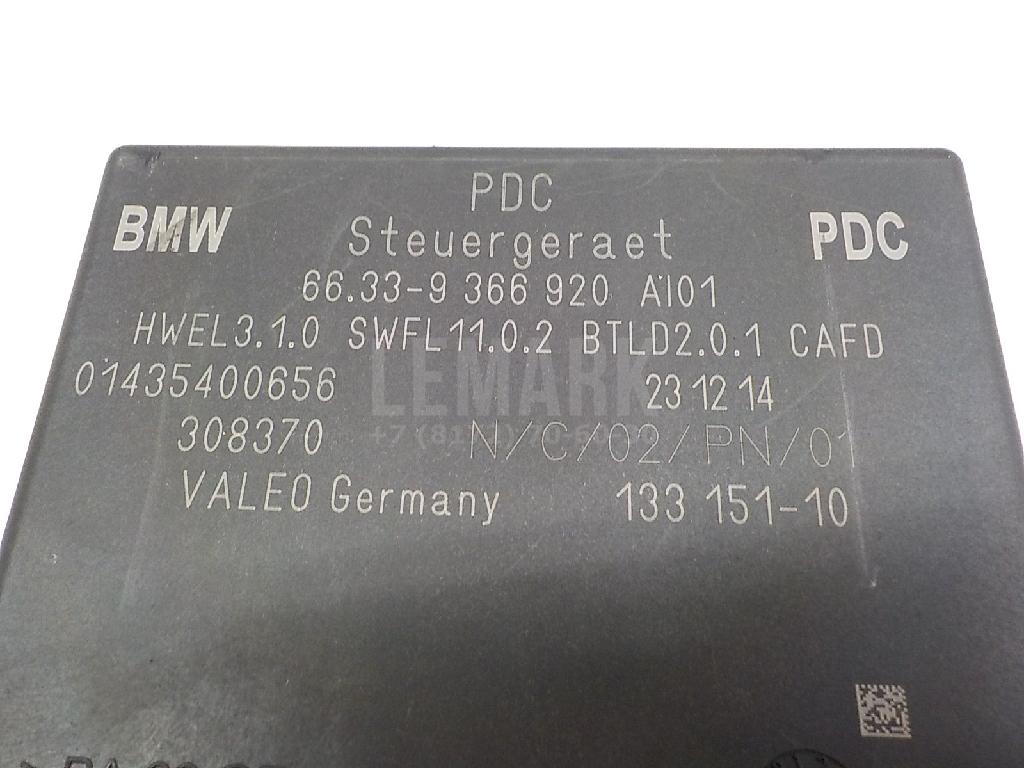 PDC
BMW Steuergeraet PDC
66.33-9 366 920 AI01
HWEL3.1.0 SWFL11.0.2 BTLD2.0.1 CAFD
01435400656 23 12 14
LEMARK
308370 N/C/02/PN/01
VALEO Germany 133 151-10